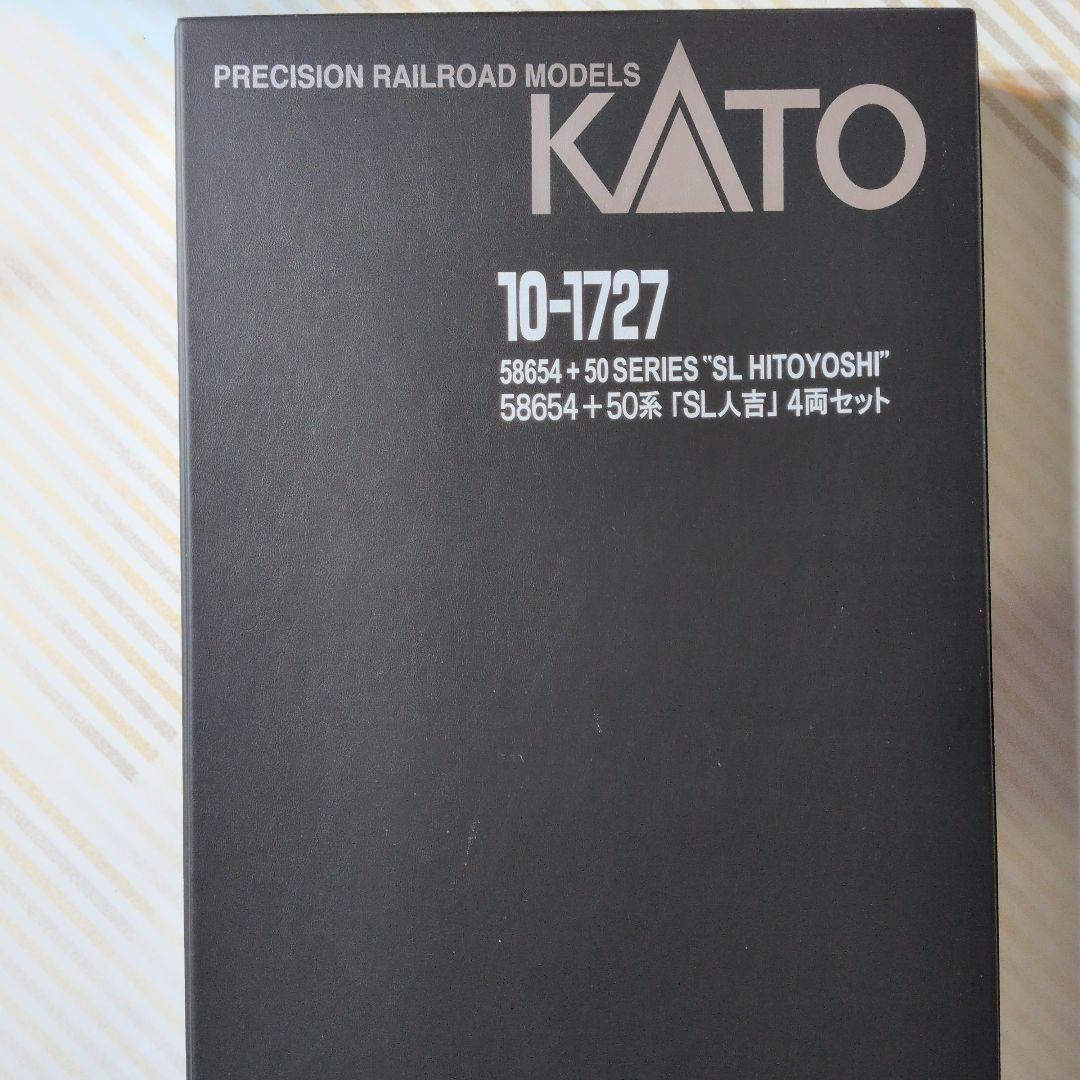 PRECISION RAILROAD MODELS
KATO
10-1727
58654 + 50 SERIES "SL HITOYOSHI"
58654+50系「SL人吉」4両セット